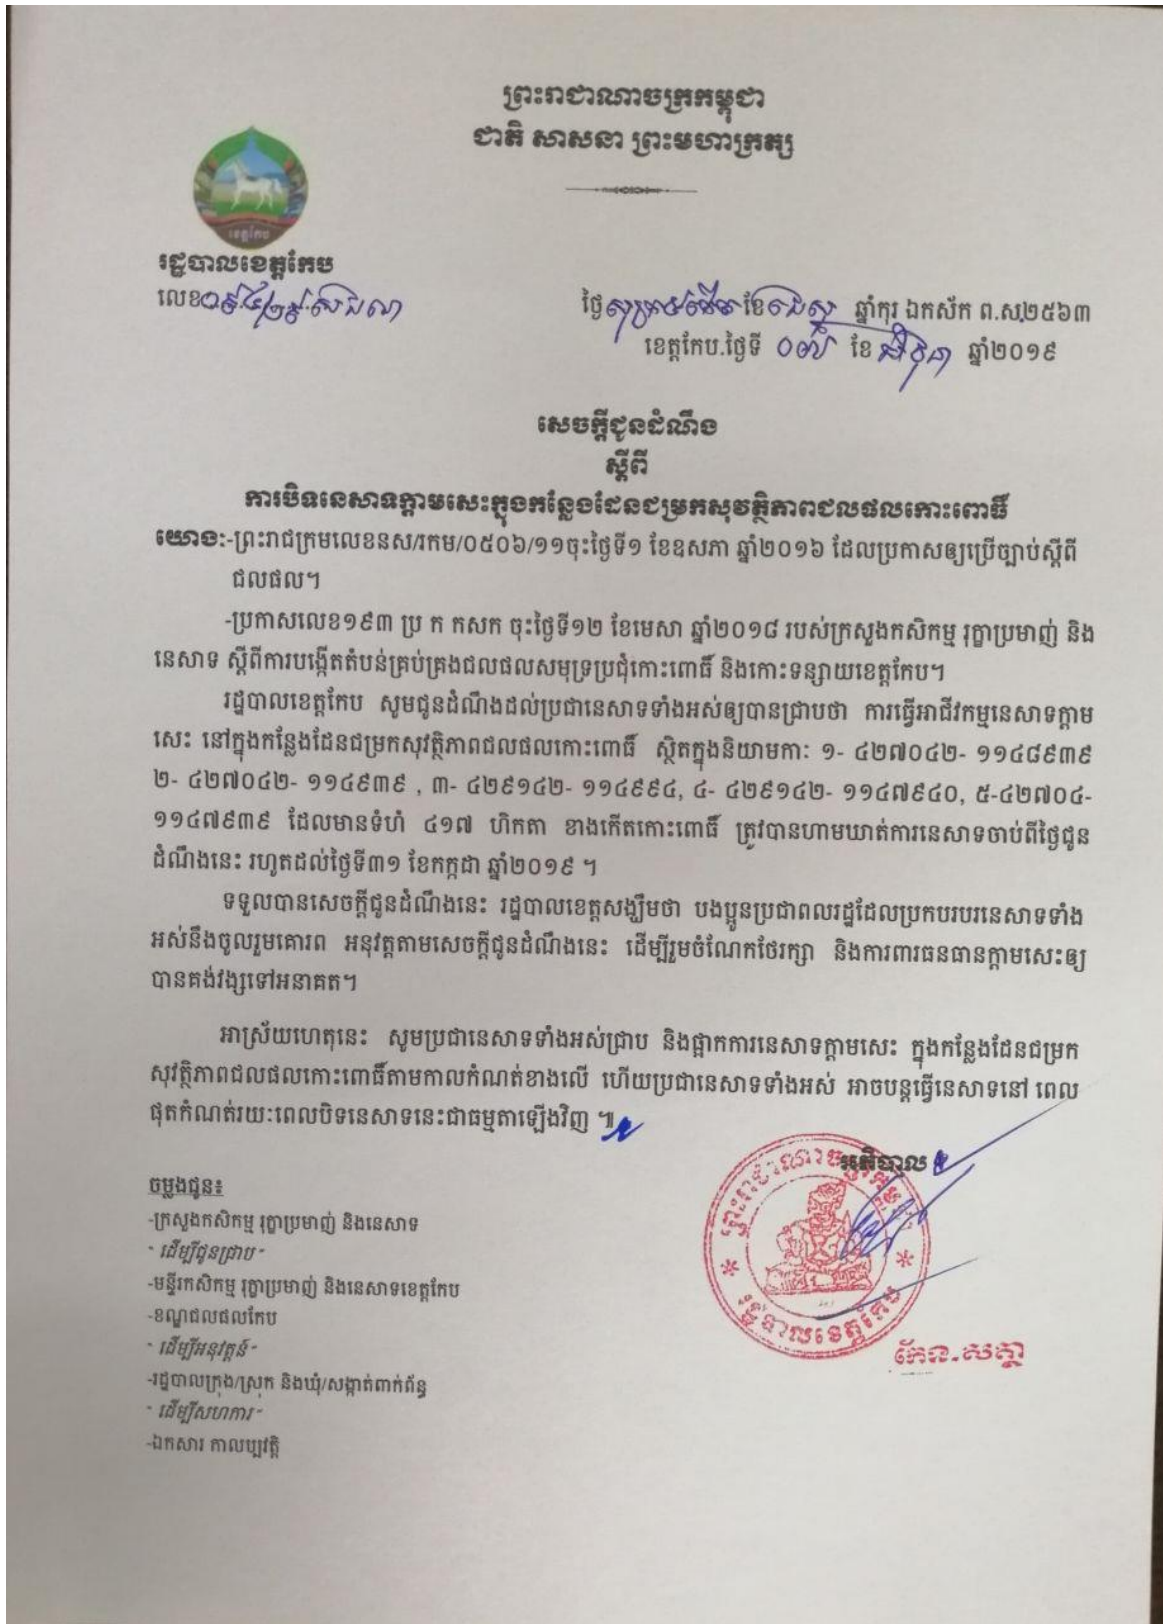 ព្រះរាជាណាចក្រកម្ពុជា
ជាតិ សាសនា ព្រះមហាក្សត្រ
ខេត្តកែប
រដ្ឋបាលខេត្តកែប
លេខ
ថ្ងៃ ខែ ជេស្ឋ ឆ្នាំកុរ ឯកស័ក ព.ស២៥៦៣
ខេត្តកែប.ថ្ងៃទី ខែ មិថុនា ឆ្នាំ២០១៩
សេចក្តីជូនដំណឹង
ស្តីពី
ការបិទនេសាទក្តាមសេះក្នុងកន្លែងដែនជម្រកសុវត្ថិភាពជលផលកោះពោធិ៍
យោង:-ព្រះរាជក្រមលេខនស/រកម/០៥០៦/១១ចុះថ្ងៃទី១ ខែឧសភា ឆ្នាំ២០១៦ ដែលប្រកាសឲ្យប្រើច្បាប់ស្តីពី
ជលផល។
-ប្រកាសលេខ១៩៣ ប្រ ក កសក ចុះថ្ងៃទី១២ ខែមេសា ឆ្នាំ២០១៨ របស់ក្រសួងកសិកម្ម រុក្ខាប្រមាញ់ និង
នេសាទ ស្តីពីការបង្កើតតំបន់គ្រប់គ្រងជលផលសមុទ្រប្រជុំកោះពោធិ៍ និងកោះទន្សាយខេត្តកែប។
រដ្ឋបាលខេត្តកែប សូមជូនដំណឹងដល់ប្រជានេសាទទាំងអស់ឲ្យបានជ្រាបថា ការធ្វើអាជីវកម្មនេសាទក្តាម
សេះ នៅក្នុងកន្លែងដែនជម្រកសុវត្ថិភាពជលផលកោះពោធិ៍ ស្ថិតក្នុងនិយាមកា: ១- ៤២៧០៤២- ១១៤៨៩៣៩
២- ៤២៧០៤២- ១១៤៩៣៩ , ៣- ៤២៩១៤២- ១១៤៩៩៤, ៤- ៤២៩១៤២- ១១៤៧៩៤០, ៥-៤២៧០៤-
១១៤៧៩៣៩ ដែលមានទំហំ ៤១៧ ហិកតា ខាងកើតកោះពោធិ៍ ត្រូវបានហាមឃាត់ការនេសាទចាប់ពីថ្ងៃជូន
ដំណឹងនេះ រហូតដល់ថ្ងៃទី៣១ ខែកក្កដា ឆ្នាំ២០១៩ ។
ទទួលបានសេចក្តីជូនដំណឹងនេះ រដ្ឋបាលខេត្តសង្ឃឹមថា បងប្អូនប្រជាពលរដ្ឋដែលប្រកបរបរនេសាទទាំង
អស់នឹងចូលរួមគោរព អនុវត្តតាមសេចក្តីជូនដំណឹងនេះ ដើម្បីរួមចំណែកថែរក្សា និងការពារធនធានក្តាមសេះឲ្យ
បានគង់វង្សទៅអនាគត។
អាស្រ័យហេតុនេះ សូមប្រជានេសាទទាំងអស់ជ្រាប និងផ្អាកការនេសាទក្តាមសេះ ក្នុងកន្លែងដែនជម្រក
សុវត្ថិភាពជលផលកោះពោធិ៍តាមកាលកំណត់ខាងលើ ហើយប្រជានេសាទទាំងអស់ អាចបន្តធ្វើនេសាទនៅ ពេល
ផុតកំណត់រយ:ពេលបិទនេសាទនេះជាធម្មតាឡើងវិញ ៕
អភិបាល
ព្រះរាជាណាចក្រកម្ពុជា
រដ្ឋបាលខេត្តកែប
កែន.សត្ថា
ចម្លងជូន៖
-ក្រសួងកសិកម្ម រុក្ខាប្រមាញ់ និងនេសាទ
" ដើម្បីជូនជ្រាប"
-មន្ទីរកសិកម្ម រុក្ខាប្រមាញ់ និងនេសាទខេត្តកែប
-ខណ្ឌជលផលកែប
" ដើម្បីអនុវត្តន៍"
-រដ្ឋបាលក្រុង/ស្រុក និងឃុំ/សង្កាត់ពាក់ព័ន្ធ
" ដើម្បីសហការ"
-ឯកសារ កាលប្បវត្តិ